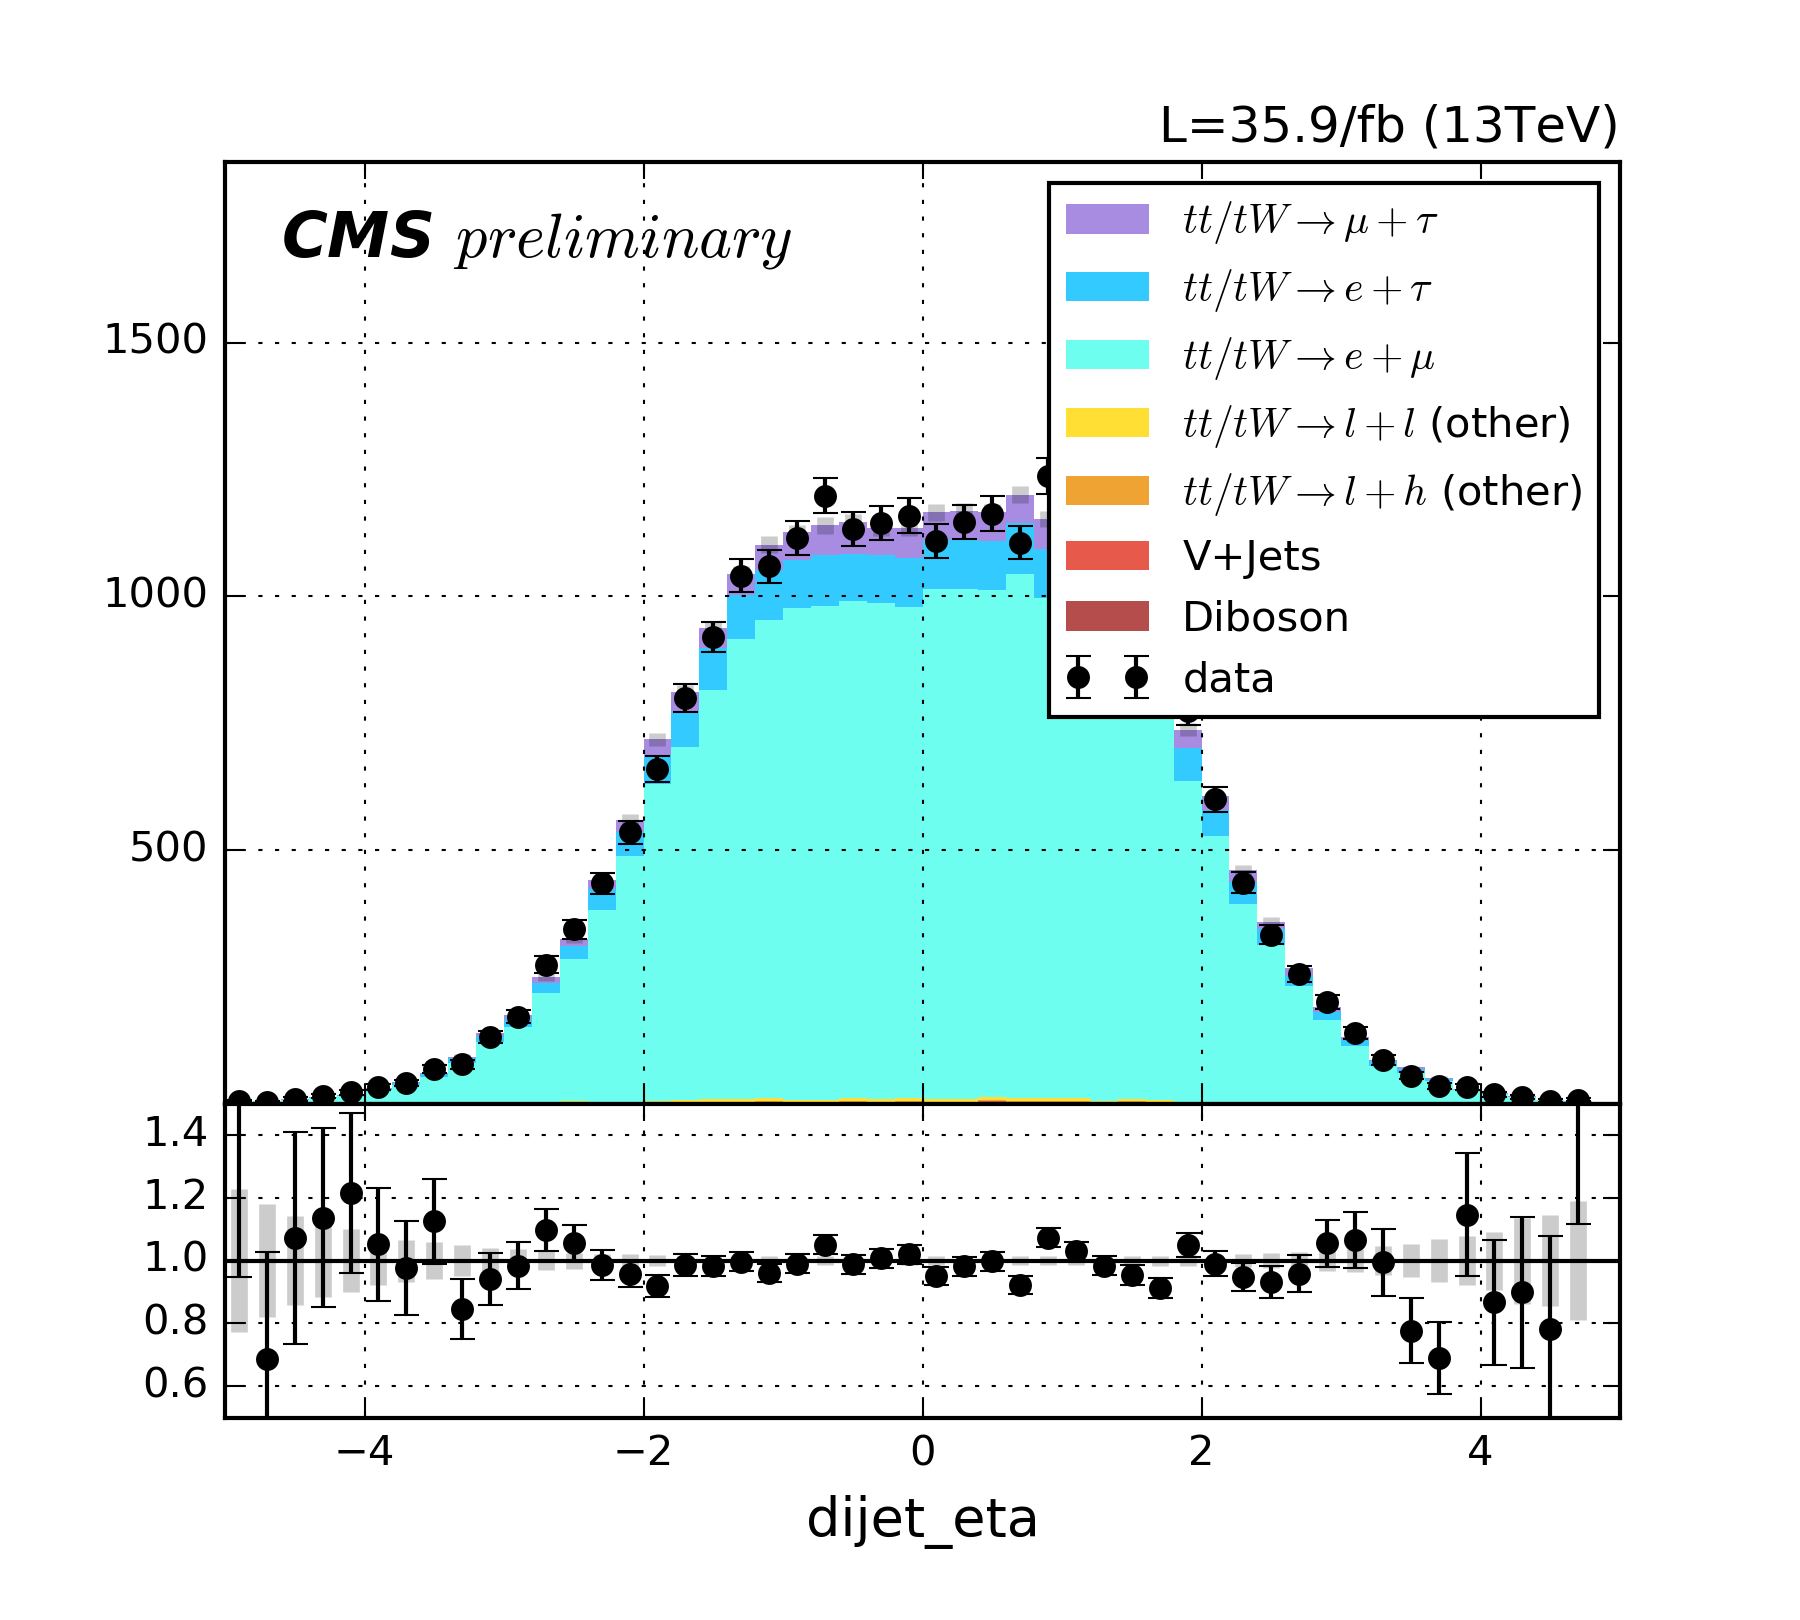 L=35.9/fb (13TeV)
CMS preliminary
tt/tW→μ+τ
tt/tW→e+τ
tt/tW→e+μ
tt/tW→l+l (other)
tt/tW→l+h (other)
V+Jets
Diboson
data
1500
1000
500
1.4
1.2
1.0
0.8
0.6
−4 −2 0 2 4
dijet_eta